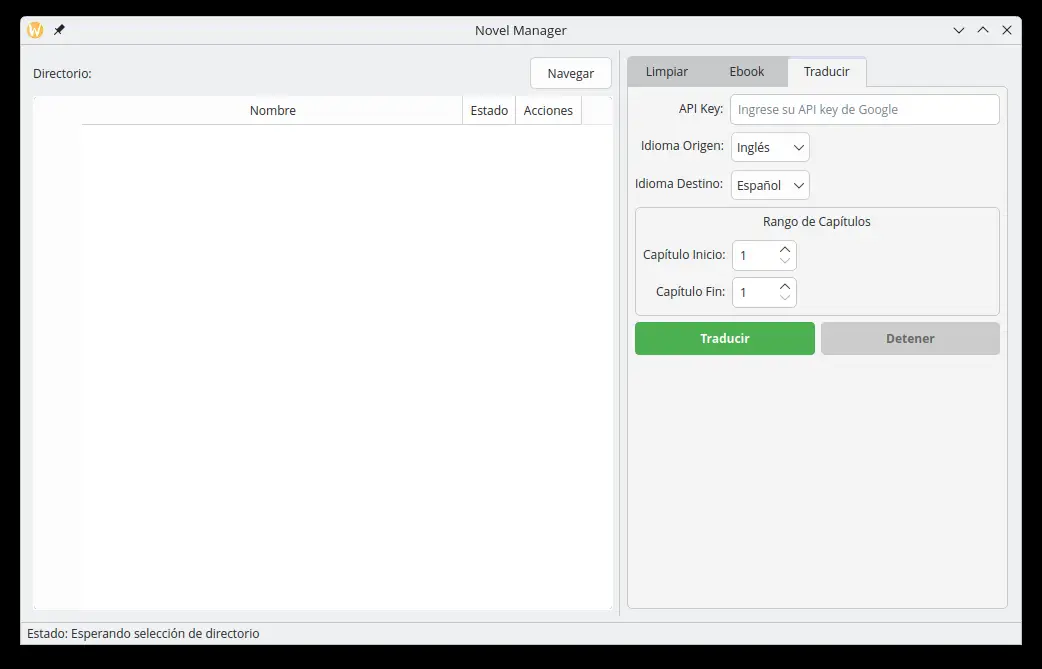 Novel Manager
Directorio:
Navegar
Nombre Estado Acciones
Limpiar Ebook Traducir
API Key: Ingrese su API key de Google
Idioma Origen: Inglés
Idioma Destino: Español
Rango de Capítulos
Capítulo Inicio: 1
Capítulo Fin: 1
Traducir Detener
Estado: Esperando selección de directorio